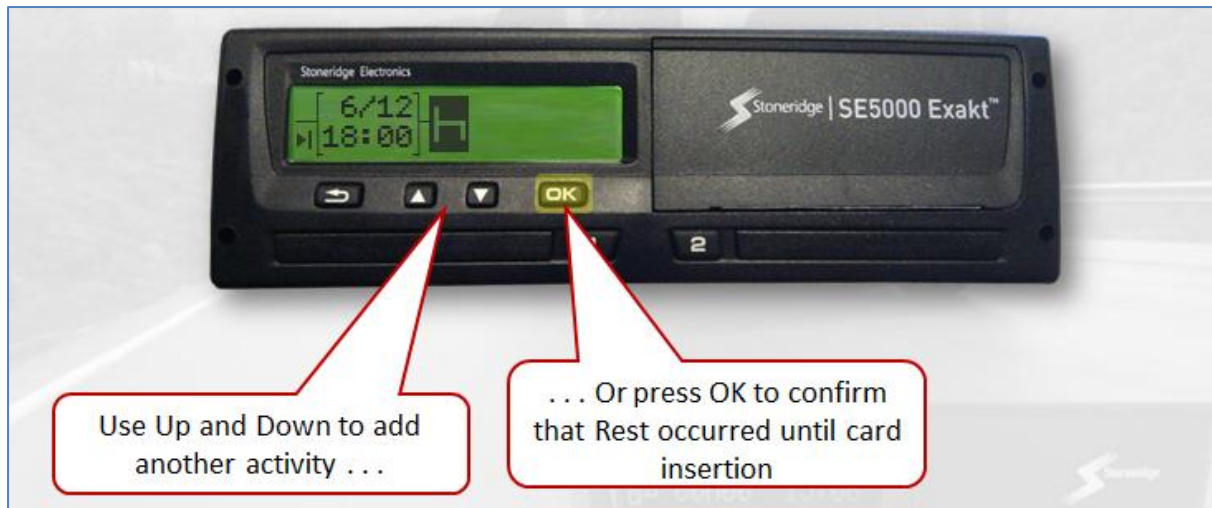 Stoneridge Electronics
6/12
18:00
Stoneridge | SE5000 Exakt™
OK
2
Use Up and Down to add
another activity . . .
. . . Or press OK to confirm
that Rest occurred until card
insertion
Stoneridge